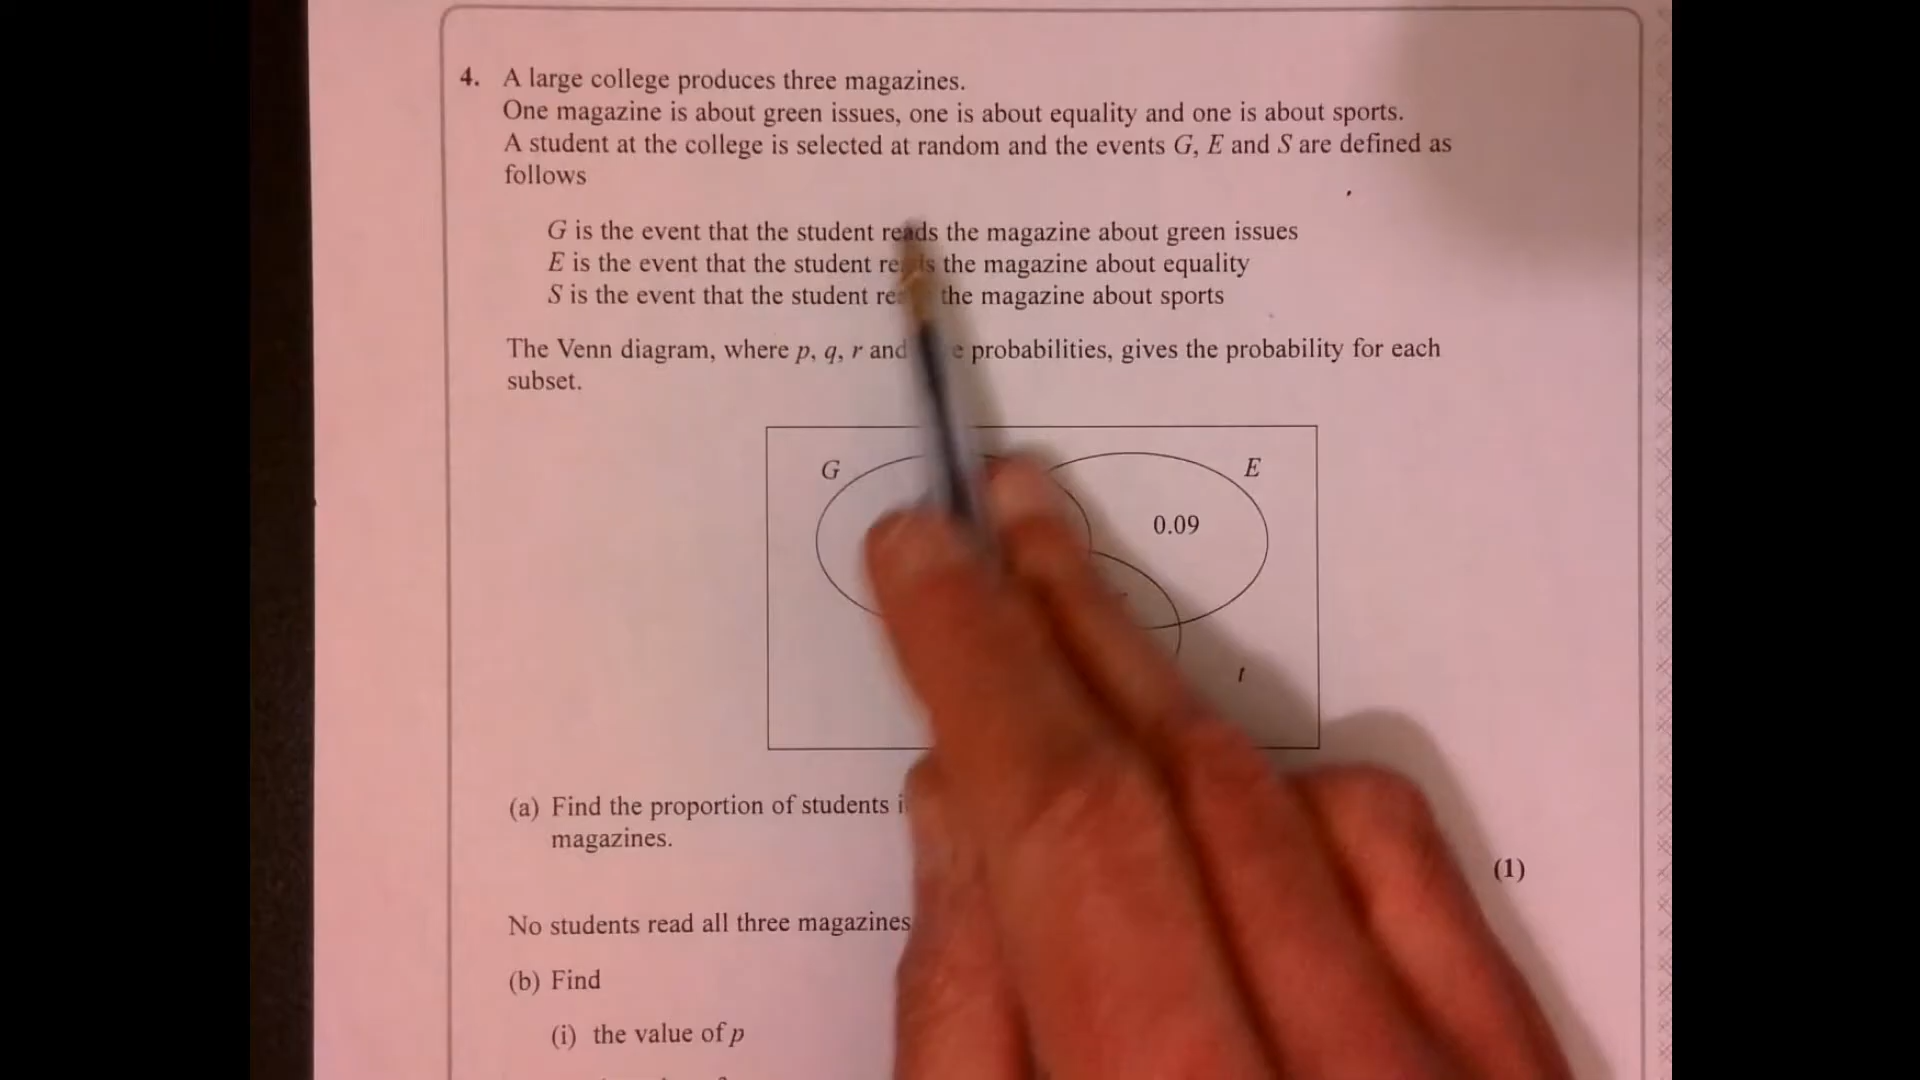 4. A large college produces three magazines.
One magazine is about green issues, one is about equality and one is about sports.
A student at the college is selected at random and the events G, E and S are defined as
follows
G is the event that the student reads the magazine about green issues
E is the event that the student reads the magazine about equality
S is the event that the student the magazine about sports
The Venn diagram, where p, q, r and probabilities, gives the probability for each
subset.
G
E
0.09
t
(a) Find the proportion of students
magazines.
(1)
No students read all three magazines
(b) Find
(i) the value of p